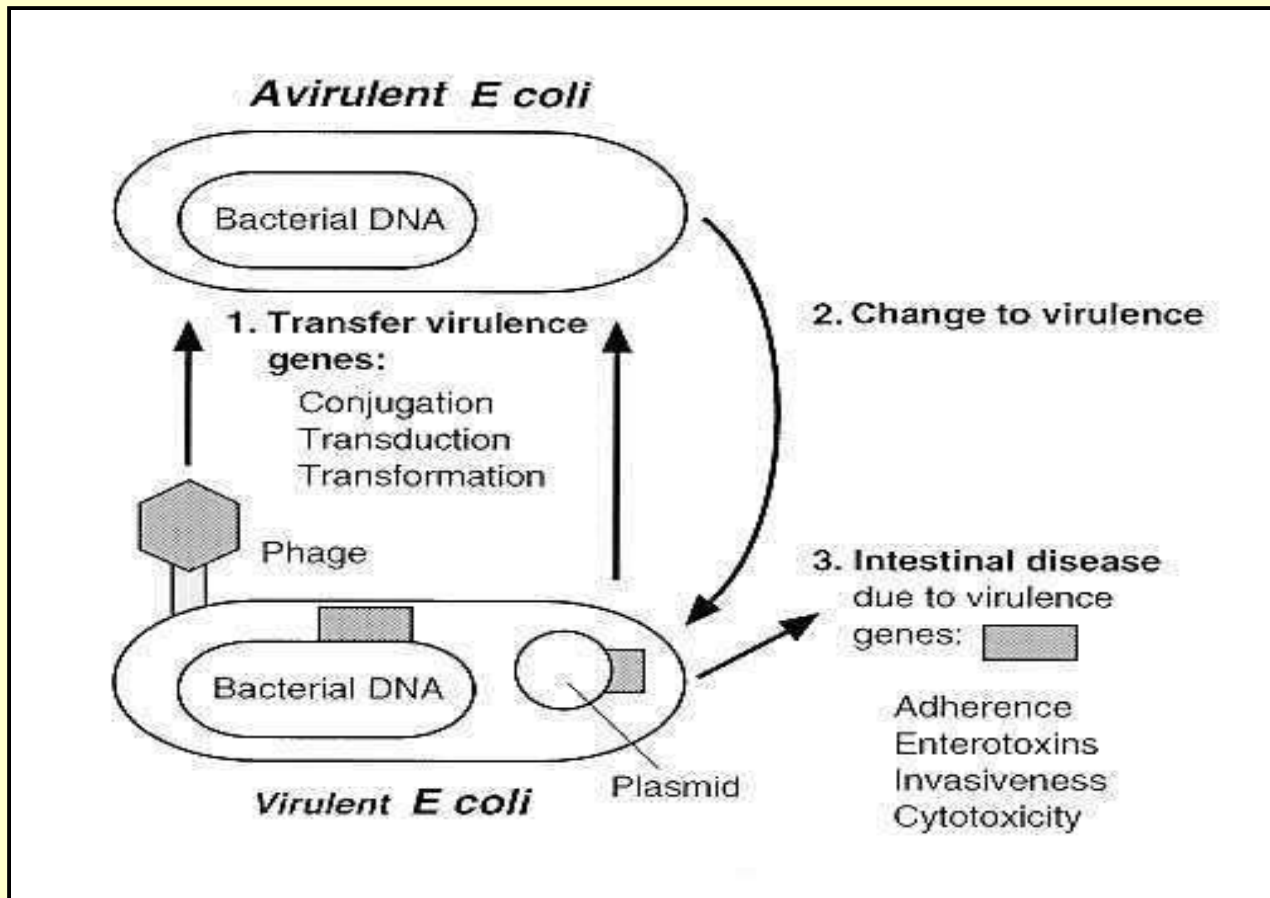 Avirulent E coli
Bacterial DNA
1. Transfer virulence
genes:
Conjugation
Transduction
Transformation
2. Change to virulence
Phage
3. Intestinal disease
due to virulence
genes:
Adherence
Enterotoxins
Invasiveness
Cytotoxicity
Bacterial DNA
Plasmid
Virulent E coli